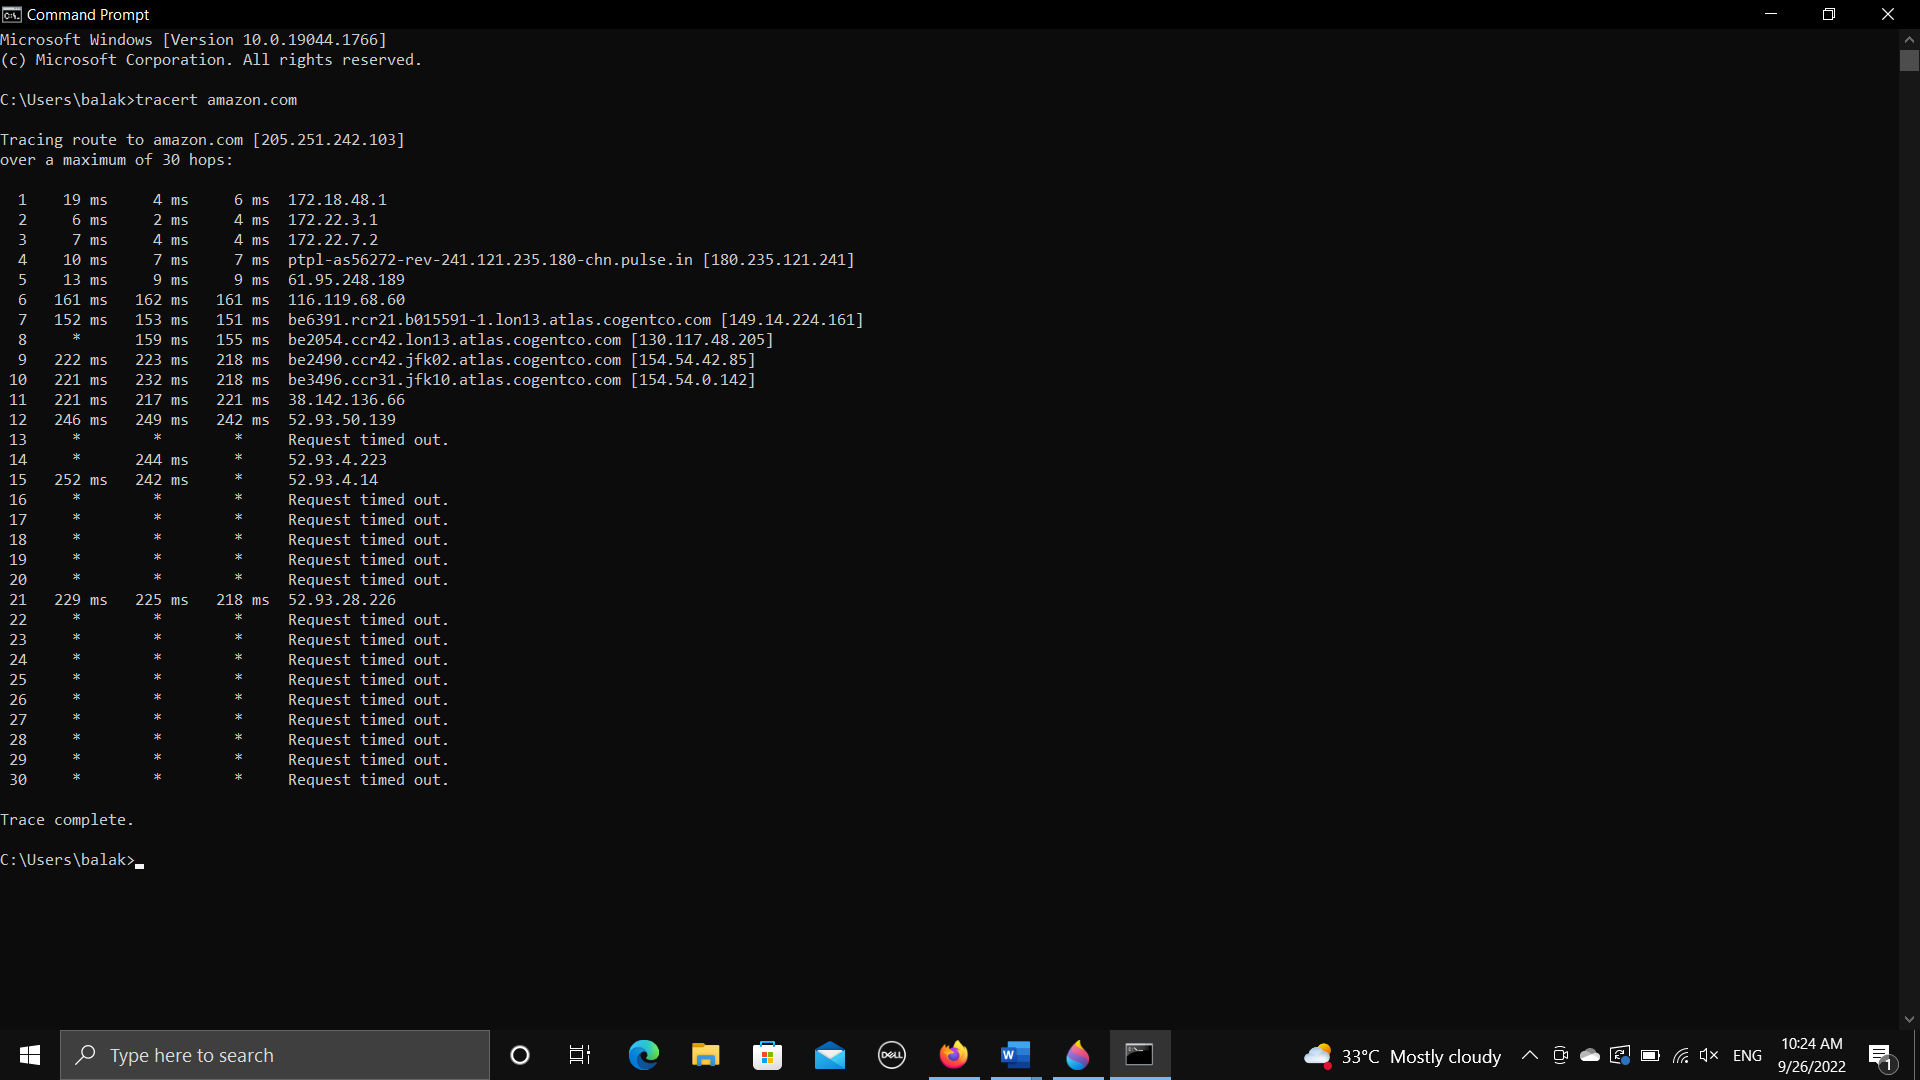 Command Prompt
Microsoft Windows [Version 10.0.19044.1766]
(c) Microsoft Corporation. All rights reserved.
C:\Users\balak>tracert amazon.com
Tracing route to amazon.com [205.251.242.103]
over a maximum of 30 hops:
1 19 ms 4 ms 6 ms 172.18.48.1
2 6 ms 2 ms 4 ms 172.22.3.1
3 7 ms 4 ms 4 ms 172.22.7.2
4 10 ms 7 ms 7 ms ptpl-as56272-rev-241.121.235.180-chn.pulse.in [180.235.121.241]
5 13 ms 9 ms 9 ms 61.95.248.189
6 161 ms 162 ms 161 ms 116.119.68.60
7 152 ms 153 ms 151 ms be6391.rcr21.b015591-1.lon13.atlas.cogentco.com [149.14.224.161]
8 * 159 ms 155 ms be2054.ccr42.lon13.atlas.cogentco.com [130.117.48.205]
9 222 ms 223 ms 218 ms be2490.ccr42.jfk02.atlas.cogentco.com [154.54.42.85]
10 221 ms 232 ms 218 ms be3496.ccr31.jfk10.atlas.cogentco.com [154.54.0.142]
11 221 ms 217 ms 221 ms 38.142.136.66
12 246 ms 249 ms 242 ms 52.93.50.139
13 * * * Request timed out.
14 * 244 ms * 52.93.4.223
15 252 ms 242 ms * 52.93.4.14
16 * * * Request timed out.
17 * * * Request timed out.
18 * * * Request timed out.
19 * * * Request timed out.
20 * * * Request timed out.
21 229 ms 225 ms 218 ms 52.93.28.226
22 * * * Request timed out.
23 * * * Request timed out.
24 * * * Request timed out.
25 * * * Request timed out.
26 * * * Request timed out.
27 * * * Request timed out.
28 * * * Request timed out.
29 * * * Request timed out.
30 * * * Request timed out.
Trace complete.
C:\Users\balak>
Type here to search
DELL
W
33°C Mostly cloudy
ENG
10:24 AM
9/26/2022
1